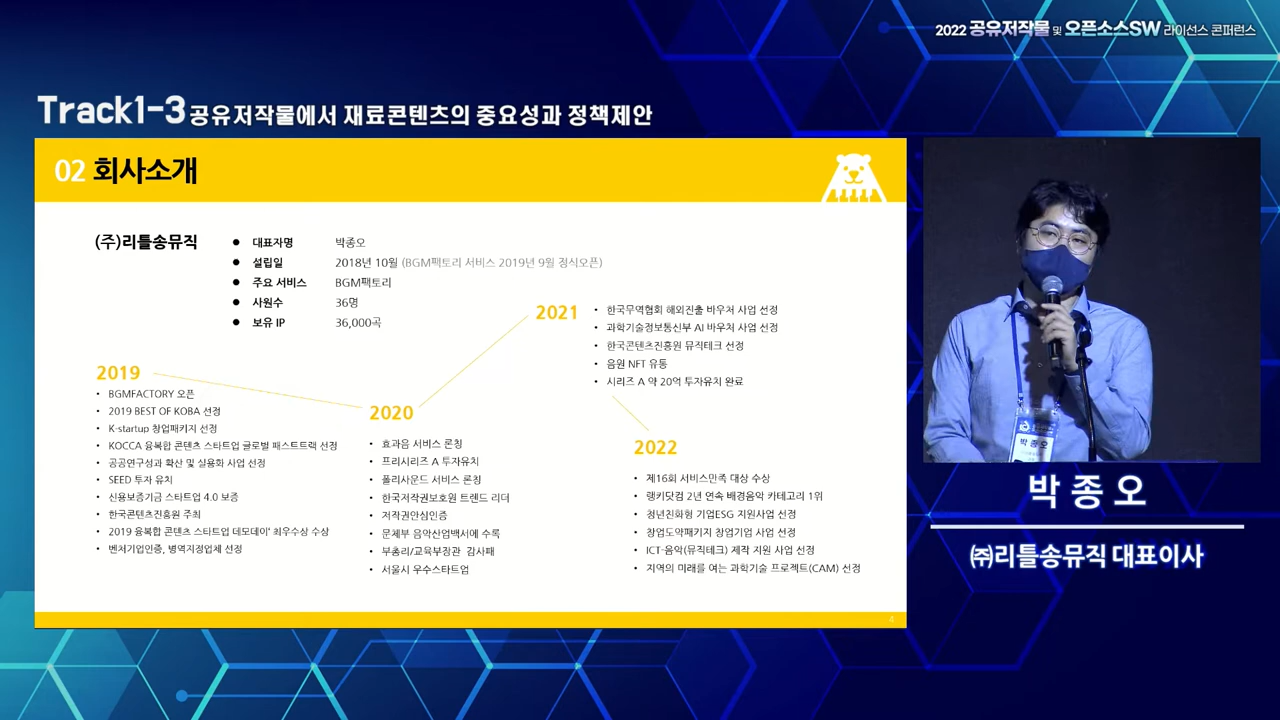 2022 공유저작물 및 오픈소스SW 라이선스 콘퍼런스
Track1-3 공유저작물에서 재료콘텐츠의 중요성과 정책제안
02 회사소개
(주)리틀송뮤직
● 대표자명 박종오
● 설립일 2018년 10월 (BGM팩토리 서비스 2019년 9월 정식오픈)
● 주요 서비스 BGM팩토리
● 사원수 36명
● 보유 IP 36,000곡
2019
• BGMFACTORY 오픈
• 2019 BEST OF KOBA 선정
• K-startup 창업패키지 선정
• KOCCA 융복합 콘텐츠 스타트업 글로벌 패스트트랙 선정
• 공공연구성과 확산 및 실용화 사업 선정
• SEED 투자 유치
• 신용보증기금 스타트업 4.0 보증
• 한국콘텐츠진흥원 주최
• 2019 융복합 콘텐츠 스타트업 데모데이' 최우수상 수상
• 벤처기업인증, 병역지정업체 선정
2020
• 효과음 서비스 론칭
• 프리시리즈 A 투자유치
• 폴리사운드 서비스 론칭
• 한국저작권보호원 트렌드 리더
• 저작권안심인증
• 문체부 음악산업백서에 수록
• 부총리/교육부장관 감사패
• 서울시 우수스타트업
2021
• 한국무역협회 해외진출 바우처 사업 선정
• 과학기술정보통신부 AI 바우처 사업 선정
• 한국콘텐츠진흥원 뮤직테크 선정
• 음원 NFT 유통
• 시리즈 A 약 20억 투자유치 완료
2022
• 제16회 서비스만족 대상 수상
• 랭키닷컴 2년 연속 배경음악 카테고리 1위
• 청년친화형 기업ESG 지원사업 선정
• 창업도약패키지 창업기업 사업 선정
• ICT-음악(뮤직테크) 제작 지원 사업 선정
• 지역의 미래를 여는 과학기술 프로젝트(CAM) 선정
4
박종오
박종오
㈜리틀송뮤직 대표이사